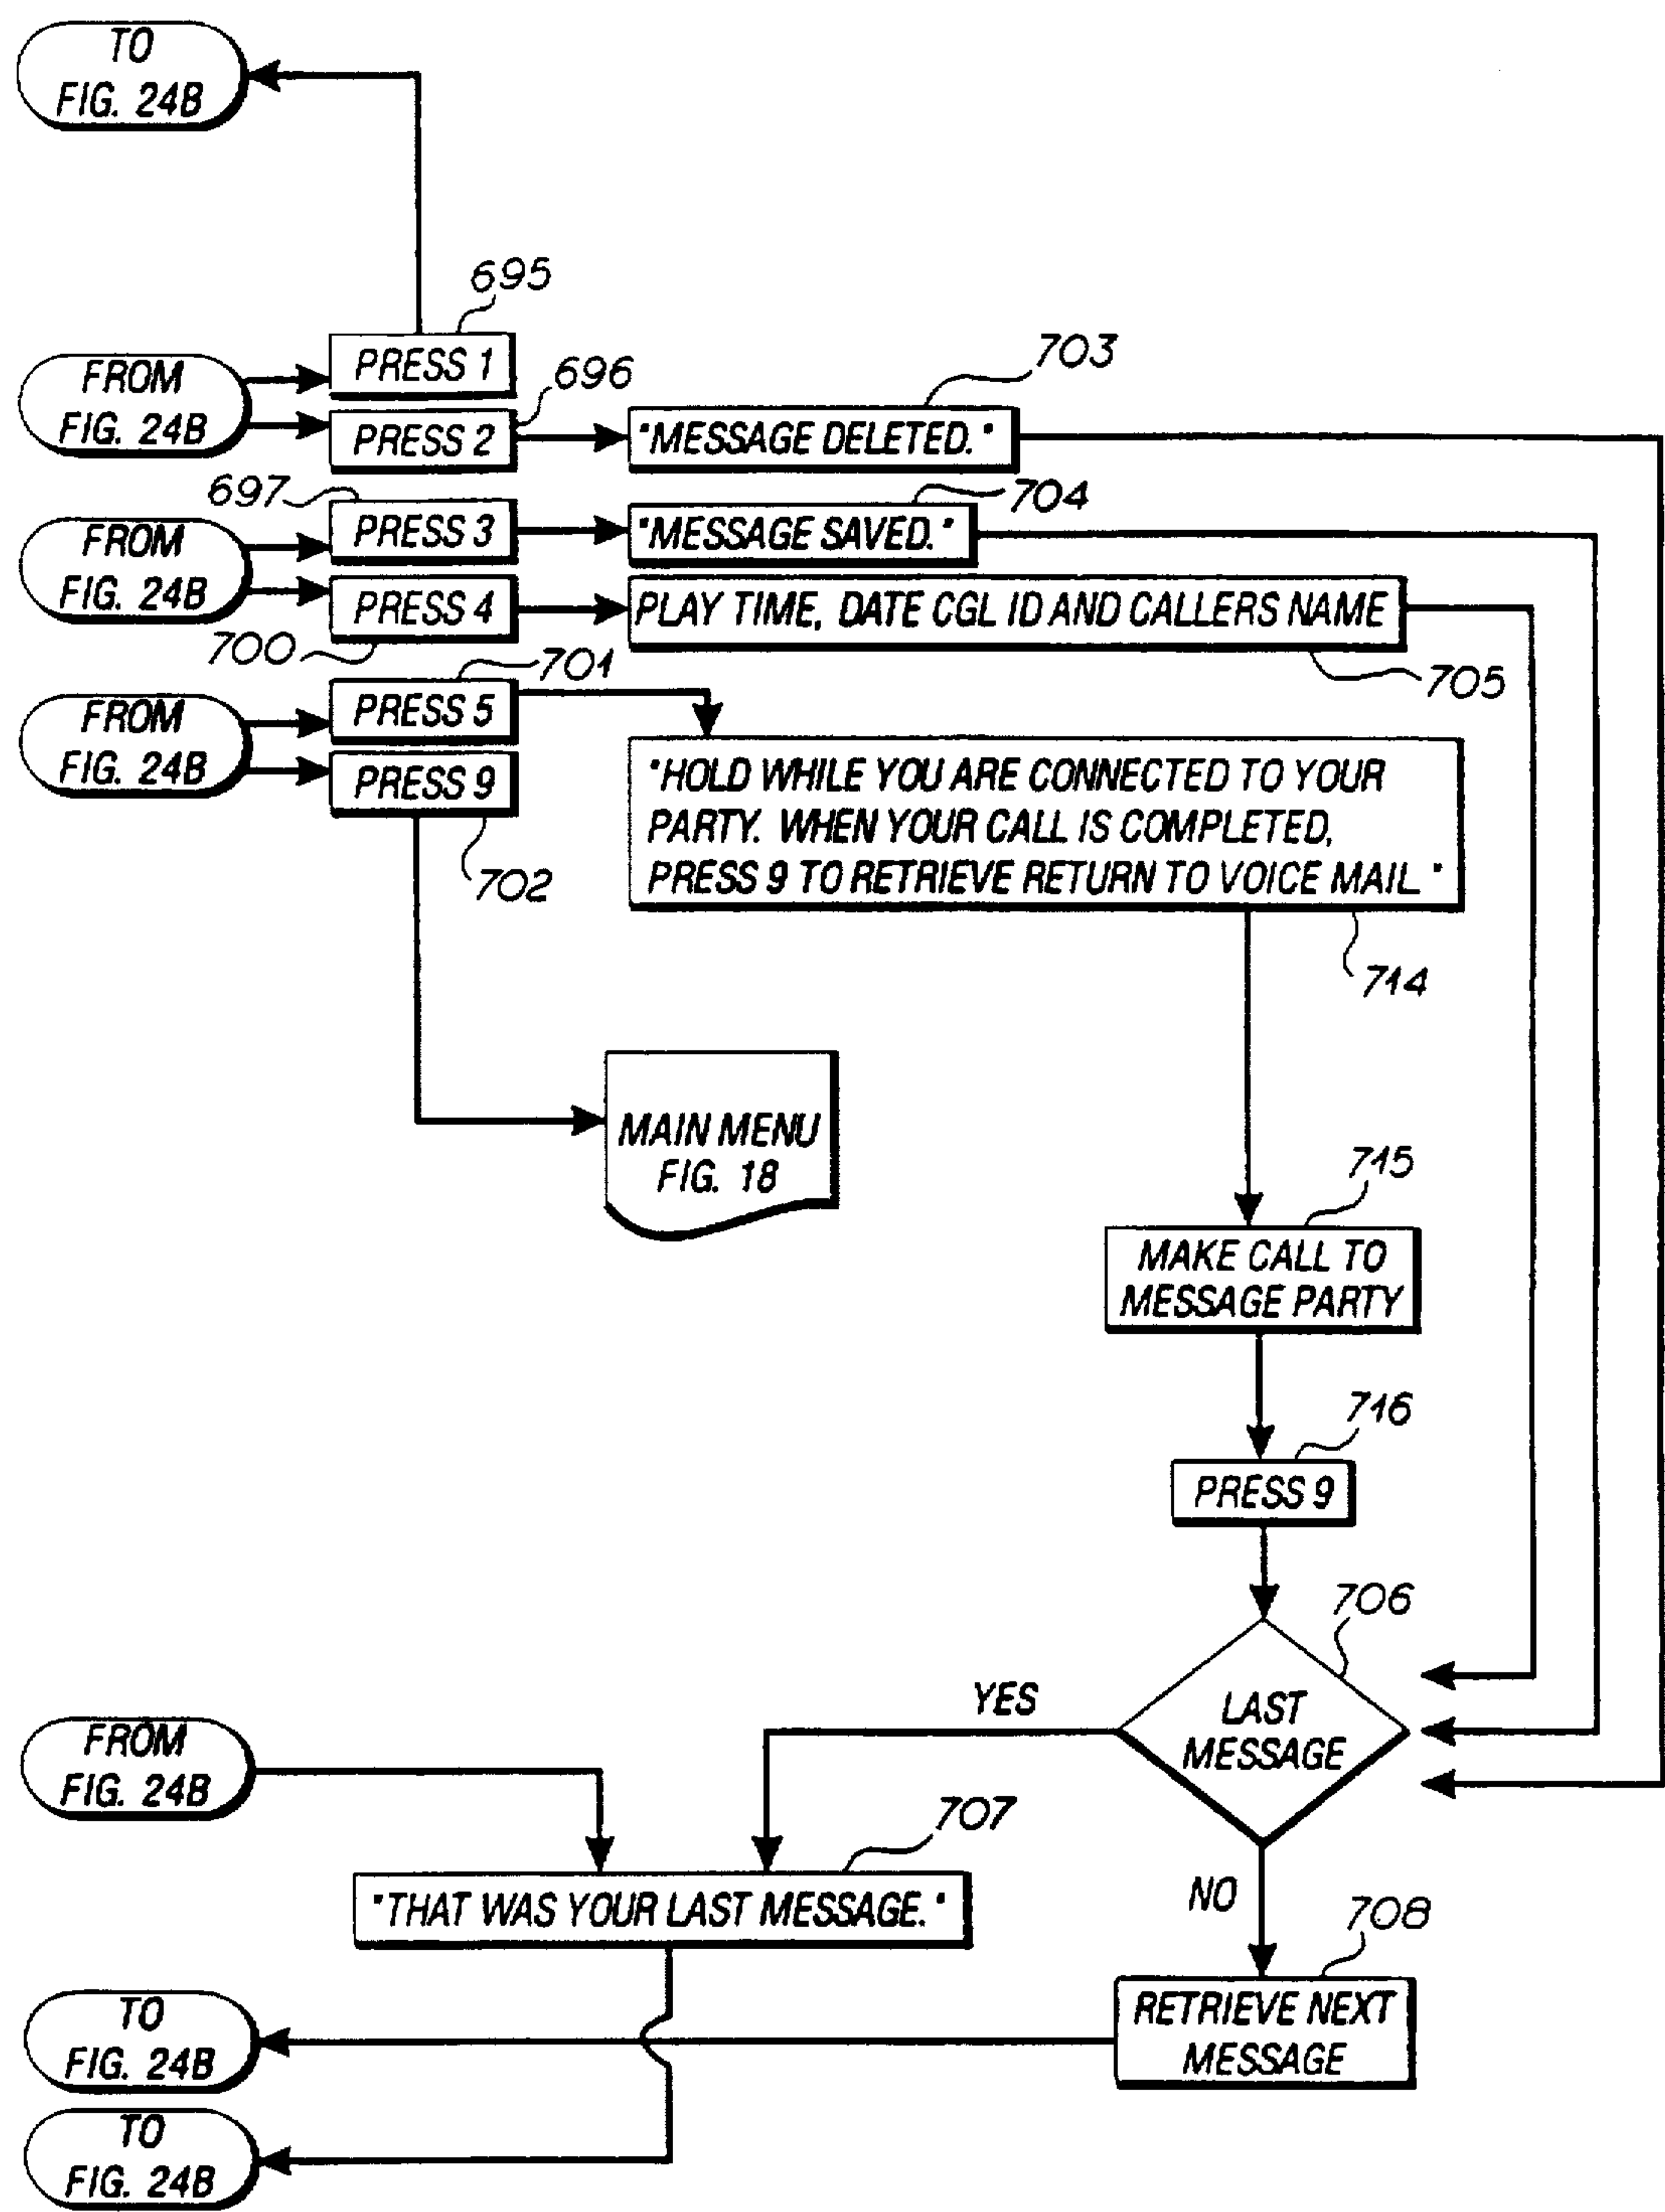 TO
FIG. 24B
695
FROM
FIG. 24B
PRESS 1
696
PRESS 2
703
"MESSAGE DELETED."
697
FROM
FIG. 24B
PRESS 3
704
"MESSAGE SAVED."
PRESS 4
PLAY TIME, DATE CGL ID AND CALLERS NAME
700
705
701
FROM
FIG. 24B
PRESS 5
PRESS 9
702
"HOLD WHILE YOU ARE CONNECTED TO YOUR
PARTY. WHEN YOUR CALL IS COMPLETED,
PRESS 9 TO RETRIEVE RETURN TO VOICE MAIL"
714
MAIN MENU
FIG. 18
715
MAKE CALL TO
MESSAGE PARTY
716
PRESS 9
706
LAST
MESSAGE
YES
FROM
FIG. 24B
707
"THAT WAS YOUR LAST MESSAGE."
NO
708
RETRIEVE NEXT
MESSAGE
TO
FIG. 24B
TO
FIG. 24B